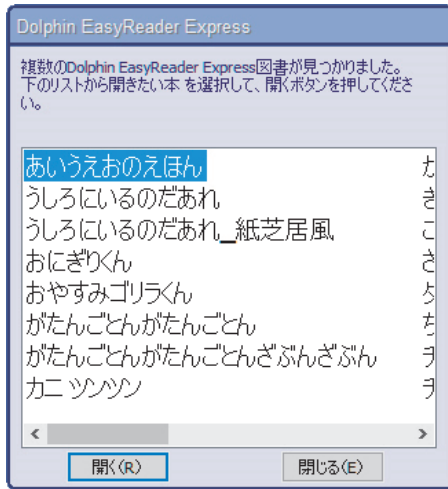 Dolphin EasyReader Express
複数のDolphin EasyReader Express図書が見つかりました。
下のリストから開きたい本 を選択して、開くボタンを押してくださ
い。
あいうえおのえほん
うしろにいるのだあれ
うしろにいるのだあれ_紙芝居風
おにぎりくん
おやすみゴリラくん
がたんごとんがたんごとん
がたんごとんがたんごとんざぶんざぶん
カニ ツンツン
開く(R)
閉じる(E)